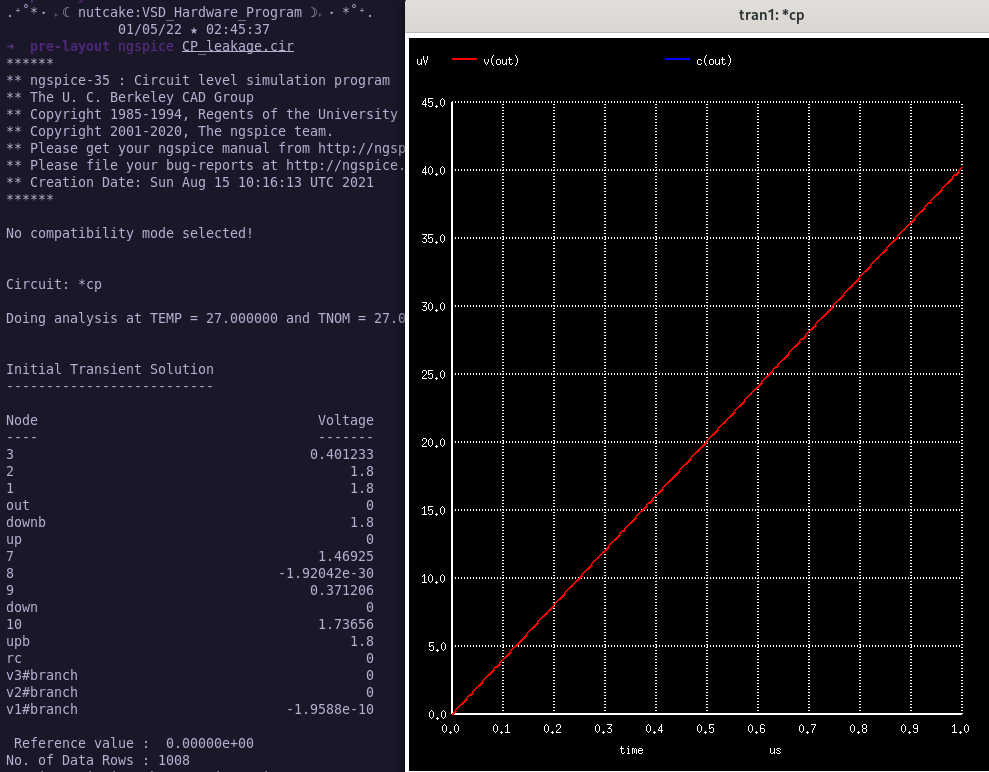 .⁺˚*· ˖☾ nutcake:VSD_Hardware_Program ☽˖ · *˚⁺.
01/05/22 ★ 02:45:37
→ pre-layout ngspice CP_leakage.cir
******
** ngspice-35 : Circuit level simulation program
** The U. C. Berkeley CAD Group
** Copyright 1985-1994, Regents of the University
** Copyright 2001-2020, The ngspice team.
** Please get your ngspice manual from http://ngsp
** Please file your bug-reports at http://ngspice.
** Creation Date: Sun Aug 15 10:16:13 UTC 2021
******
No compatibility mode selected!
Circuit: *cp
Doing analysis at TEMP = 27.000000 and TNOM = 27.0
Initial Transient Solution
--------------------------
Node Voltage
---- -------
3 0.401233
2 1.8
1 1.8
out 0
downb 1.8
up 0
7 1.46925
8 -1.92042e-30
9 0.371206
down 0
10 1.73656
upb 1.8
rc 0
v3#branch 0
v2#branch 0
v1#branch -1.9588e-10
Reference value : 0.00000e+00
No. of Data Rows : 1008
tran1: *cp
uV v(out) c(out)
45.0
40.0
35.0
30.0
25.0
20.0
15.0
10.0
5.0
0.0
0.0 0.1 0.2 0.3 0.4 0.5 0.6 0.7 0.8 0.9 1.0
time us